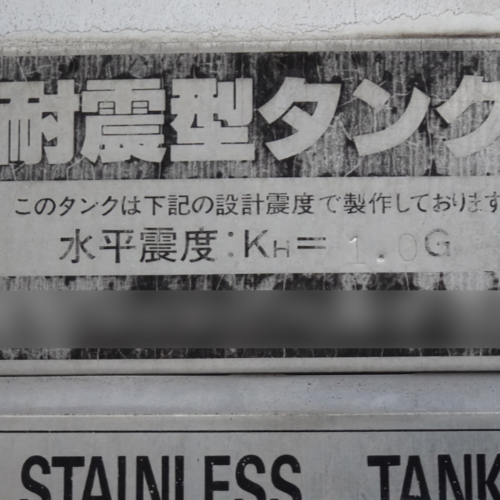 耐震型タンク
このタンクは下記の設計震度で製作しております
水平震度:KH=1.0G
STAINLESS TANK